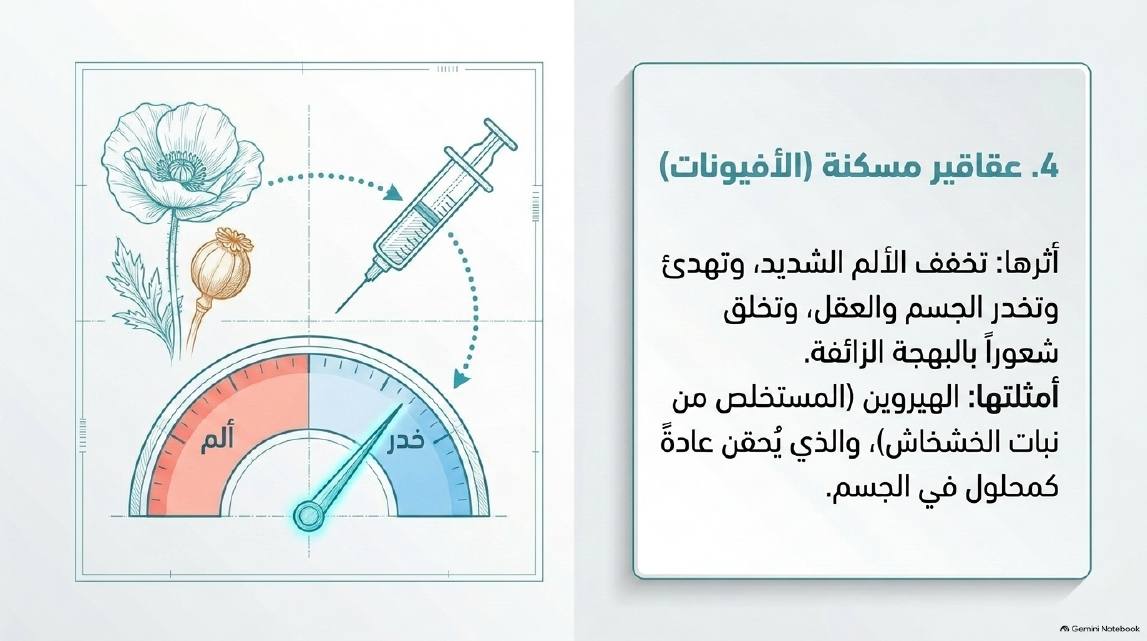 4. عقاقير مسكنة (الأفيونات)
أثرها: تخفف الألم الشديد، وتهدئ
وتخدر الجسم والعقل، وتخلق
شعوراً بالبهجة الزائفة.
أمثلتها: الهيروين (المستخلص من
نبات الخشخاش)، والذي يُحقن عادةً
كمحلول في الجسم.
ألم
خدر
Gemini Notebook